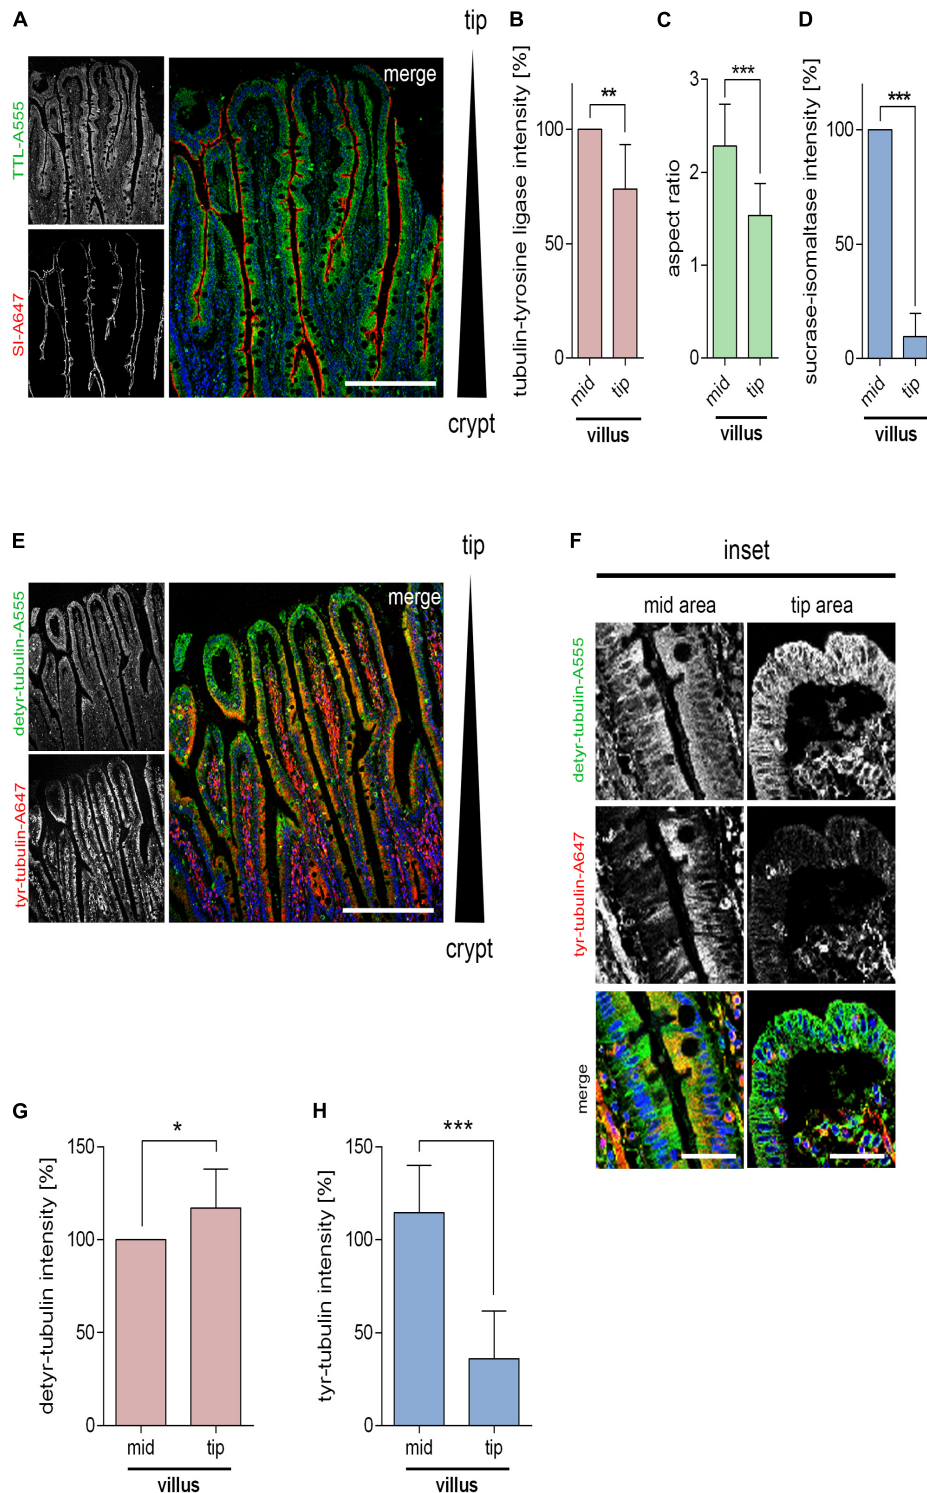 A
tip
TTL-A555
SI-A647
merge
crypt
B
tubulin-tyrosine ligase intensity [%]
100
50
0
**
mid
tip
villus
C
aspect ratio
3
2
1
0
***
mid
tip
villus
D
sucrase-isomaltase intensity [%]
100
50
0
***
mid
tip
villus
E
tip
detyr-tubulin-A555
tyr-tubulin-A647
merge
crypt
F
inset
mid area
tip area
detyr-tubulin-A555
tyr-tubulin-A647
merge
G
detyr-tubulin intensity [%]
150
100
50
0
*
mid
tip
villus
H
tyr-tubulin intensity [%]
150
100
50
0
***
mid
tip
villus